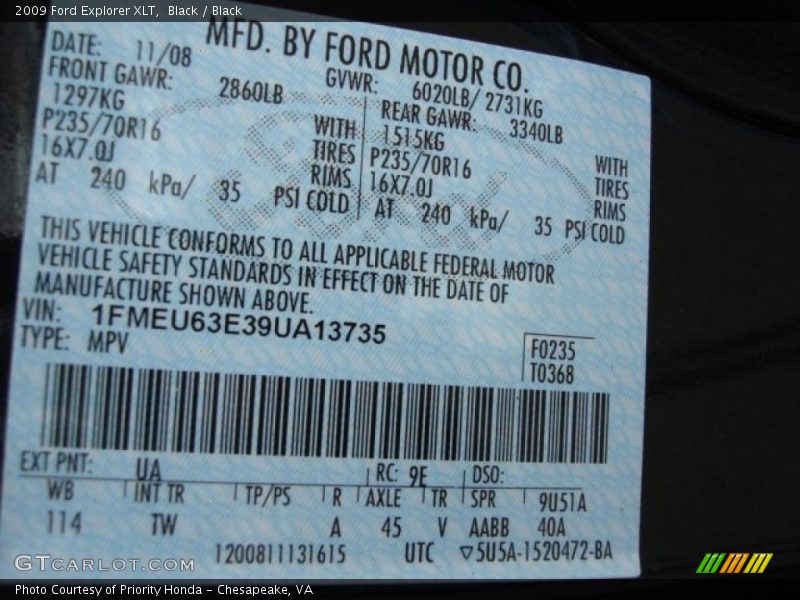 2009 Ford Explorer XLT, Black / Black
MFD. BY FORD MOTOR CO.
DATE: 11/08 GVWR: 6020LB/ 2731KG
FRONT GAWR: 2860LB REAR GAWR: 3340LB
1297KG WITH 1515KG WITH
P235/70R16 TIRES P235/70R16 TIRES
16X7.0J RIMS 16X7.0J RIMS
AT 240 kPa/ 35 PSI COLD AT 240 kPa/ 35 PSI COLD
THIS VEHICLE CONFORMS TO ALL APPLICABLE FEDERAL MOTOR
VEHICLE SAFETY STANDARDS IN EFFECT ON THE DATE OF
MANUFACTURE SHOWN ABOVE.
VIN: 1FMEU63E39UA13735
TYPE: MPV
F0235
T0368
EXT PNT: UA RC: 9E DSO:
WB INT TR TP/PS R AXLE TR SPR 9U51A
114 TW A 45 V AABB 40A
1200811131615 UTC ▽5U5A-1520472-BA
GTCARLOT.COM
Photo Courtesy of Priority Honda - Chesapeake, VA